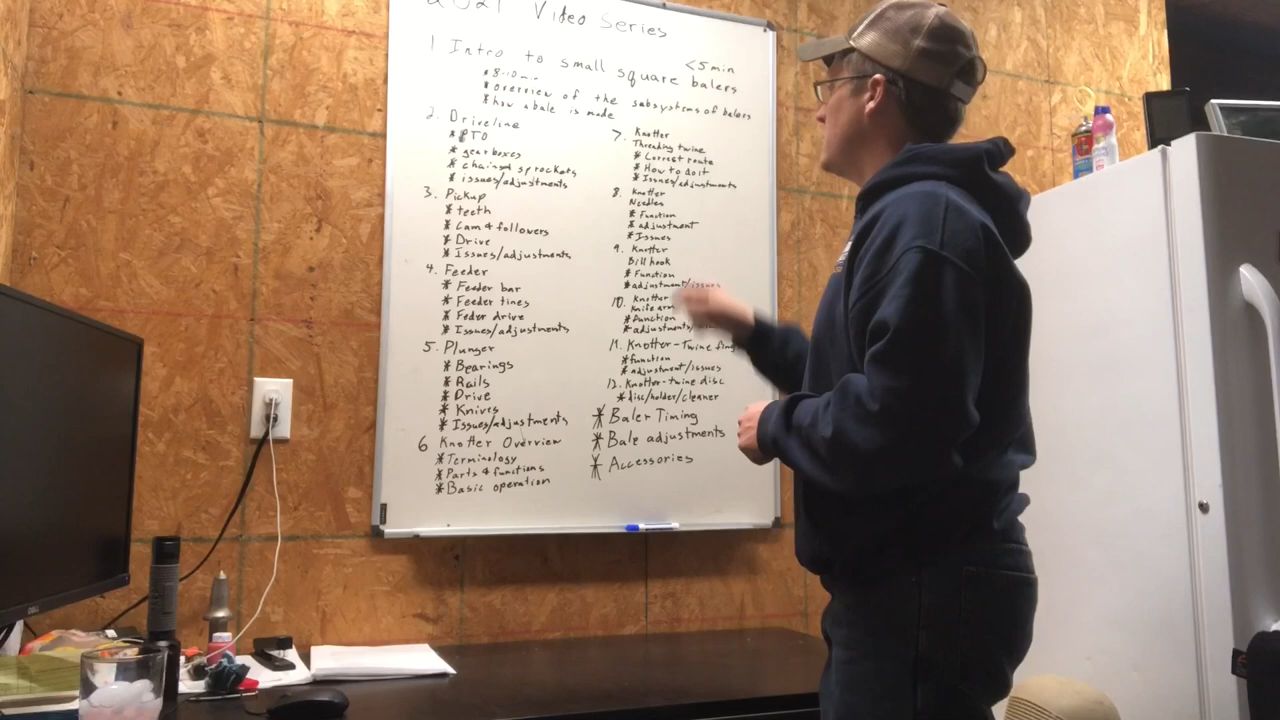 2021 Video Series
1 Intro to small square balers
<5min
* 8-10min
* overview of the subsystems of balers
* how a bale is made
2. Driveline
* PTO
* gearboxes
* chains & sprockets
* issues/adjustments
3. Pickup
* teeth
* Cam & followers
* Drive
* Issues/adjustments
4. Feeder
* Feeder bar
* Feeder tines
* Feder drive
* Issues/adjustments
5. Plunger
* Bearings
* Rails
* Drive
* Knives
* Issues/adjustments
6 Knotter Overview
* Terminology
* Parts & functions
* Basic operation
7. Knotter
Threading twine
* Correct route
* How to do it
* Issues/adjustments
8. Knotter
Needles
* Function
* adjustment
* Issues
9. Knotter
Bill hook
* Function
* adjustment/issues
10. Knotter
Knife arm
* function
* adjustments/
11. Knotter - Twine
* function
* adjustment/issues
12. Knotter - twine disc
* disc/holder/cleaner
* Baler Timing
* Bale adjustments
* Accessories
DELL